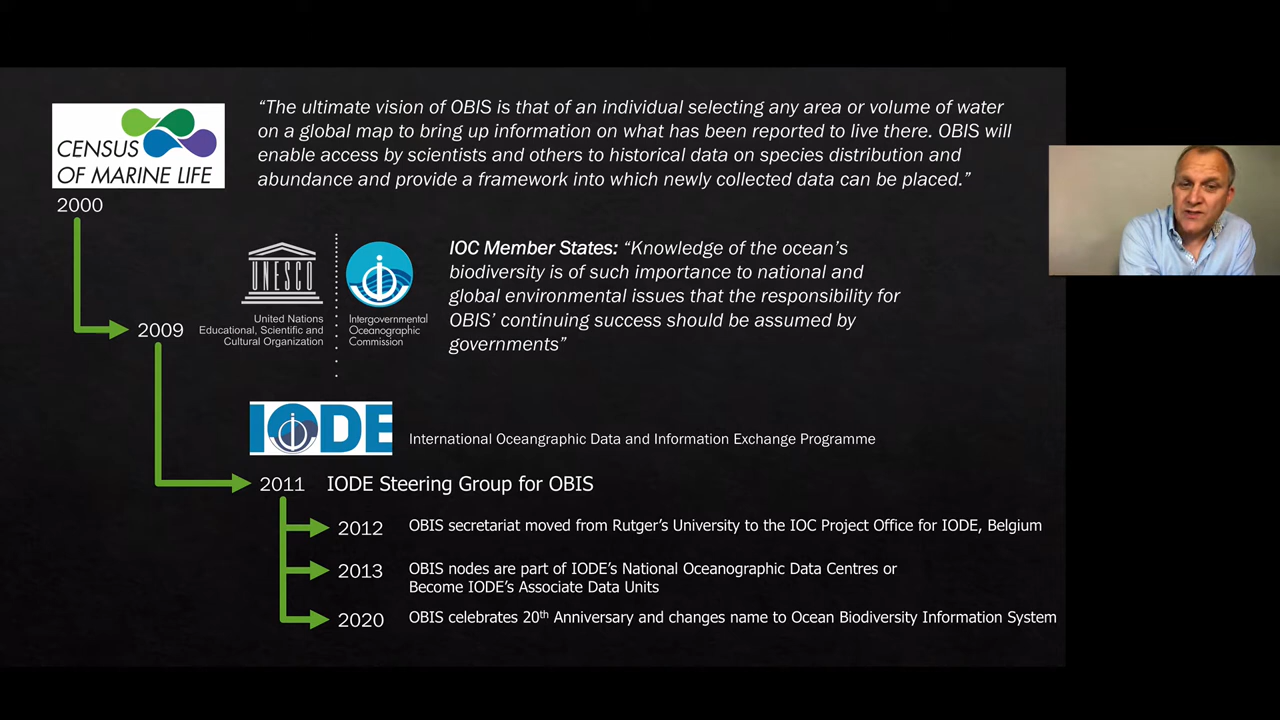 CENSUS
OF MARINE LIFE
“The ultimate vision of OBIS is that of an individual selecting any area or volume of water
on a global map to bring up information on what has been reported to live there. OBIS will
enable access by scientists and others to historical data on species distribution and
abundance and provide a framework into which newly collected data can be placed.”
2000
UNESCO
United Nations
Educational, Scientific and
Cultural Organization
Intergovernmental
Oceanographic
Commission
IOC Member States: “Knowledge of the ocean’s
biodiversity is of such importance to national and
global environmental issues that the responsibility for
OBIS’ continuing success should be assumed by
governments”
2009
IODE
International Oceangraphic Data and Information Exchange Programme
2011 IODE Steering Group for OBIS
2012 OBIS secretariat moved from Rutger’s University to the IOC Project Office for IODE, Belgium
2013 OBIS nodes are part of IODE’s National Oceanographic Data Centres or
Become IODE’s Associate Data Units
2020 OBIS celebrates 20th Anniversary and changes name to Ocean Biodiversity Information System